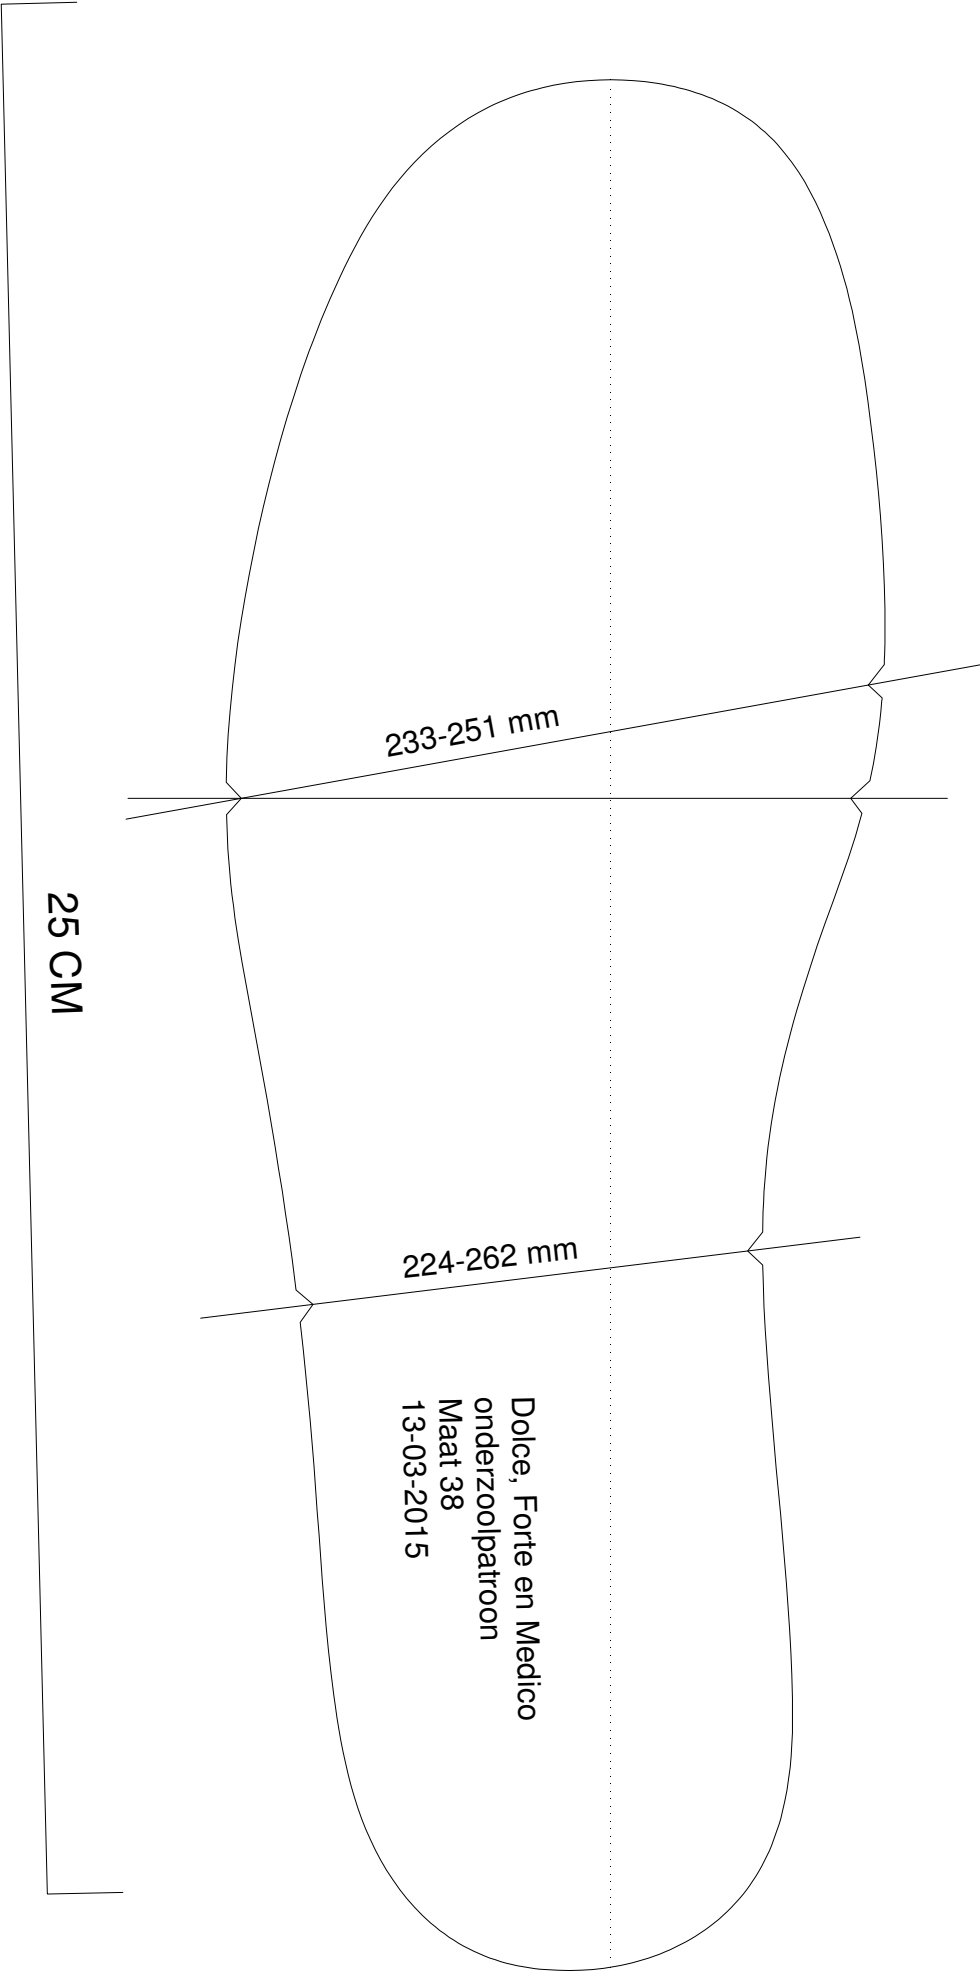 233-251 mm
25 CM
224-262 mm
Dolce, Forte en Medico
onderzoolpatroon
Maat 38
13-03-2015